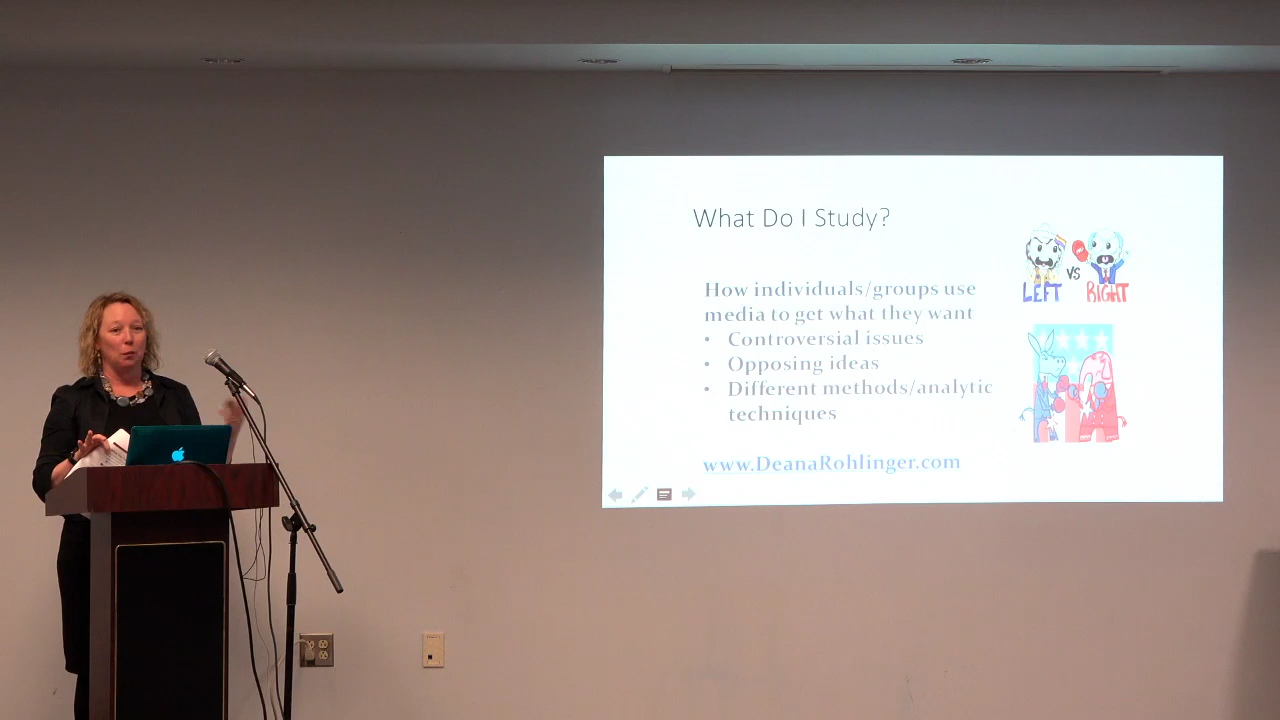 What Do I Study?
How individuals/groups use
media to get what they want
• Controversial issues
• Opposing ideas
• Different methods/analytic
techniques
www.DeanaRohlinger.com
VS
LEFT RIGHT